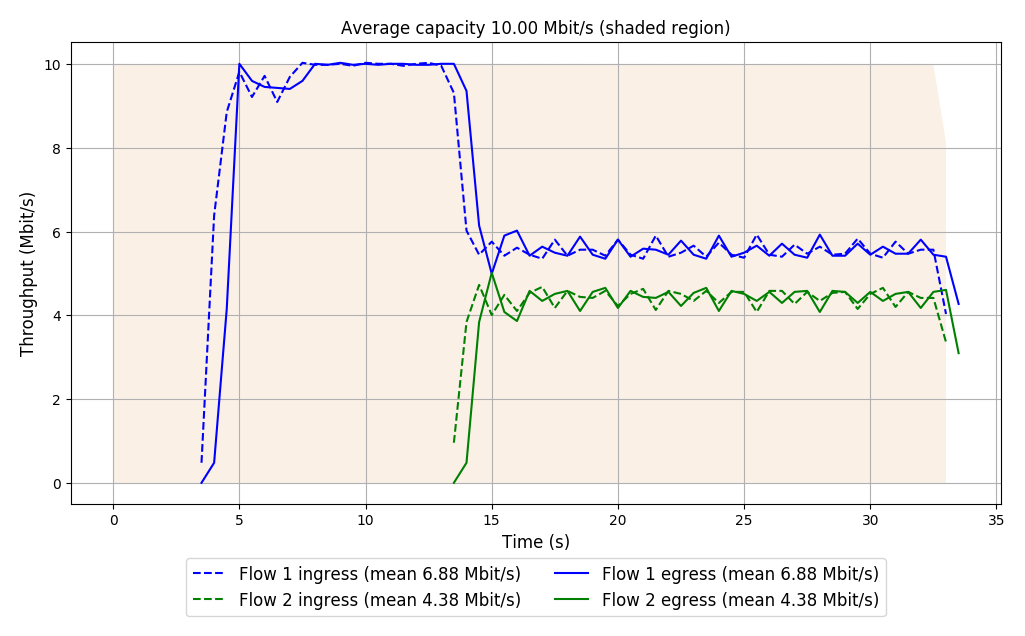 Average capacity 10.00 Mbit/s (shaded region)
Throughput (Mbit/s)
10
8
6
4
2
0
0 5 10 15 20 25 30 35
Time (s)
Flow 1 ingress (mean 6.88 Mbit/s) Flow 1 egress (mean 6.88 Mbit/s)
Flow 2 ingress (mean 4.38 Mbit/s) Flow 2 egress (mean 4.38 Mbit/s)